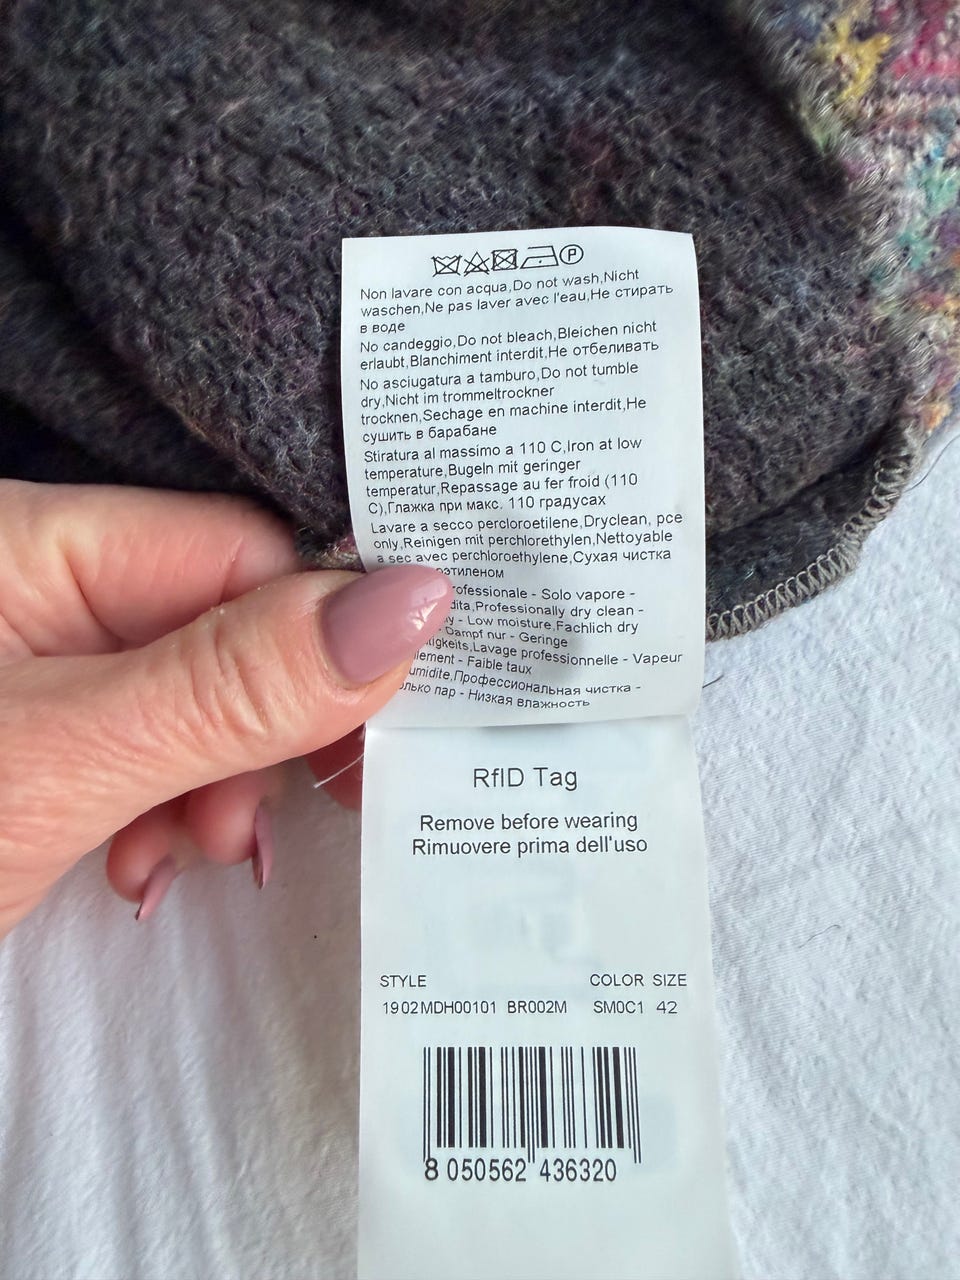 P
Non lavare con acqua,Do not wash,Nicht
waschen,Ne pas laver avec l'eau,Не стирать
в воде
No candeggio,Do not bleach,Bleichen nicht
erlaubt,Blanchiment interdit,Не отбеливать
No asciugatura a tamburo,Do not tumble
dry,Nicht im trommeltrockner
trocknen,Sechage en machine interdit,Не
сушить в барабане
Stiratura al massimo a 110 C,Iron at low
temperature,Bugeln mit geringer
temperatur,Repassage au fer froid (110
C),Глажка при макс. 110 градусах
Lavare a secco percloroetilene,Dryclean, pce
only,Reinigen mit perchlorethylen,Nettoyable
a sec avec perchloroethylene,Сухая чистка
- Solo vapore -
Professionally dry clean -
- Low moisture,Fachlich dry
- Dampf nur - Geringe
Lavage professionnelle - Vapeur
- Faible taux
Профессиональная чистка -
пар - Низкая влажность
RfID Tag
Remove before wearing
Rimuovere prima dell'uso
STYLE COLOR SIZE
1902MDH00101 BR002M SM0C1 42
8 050562 436320